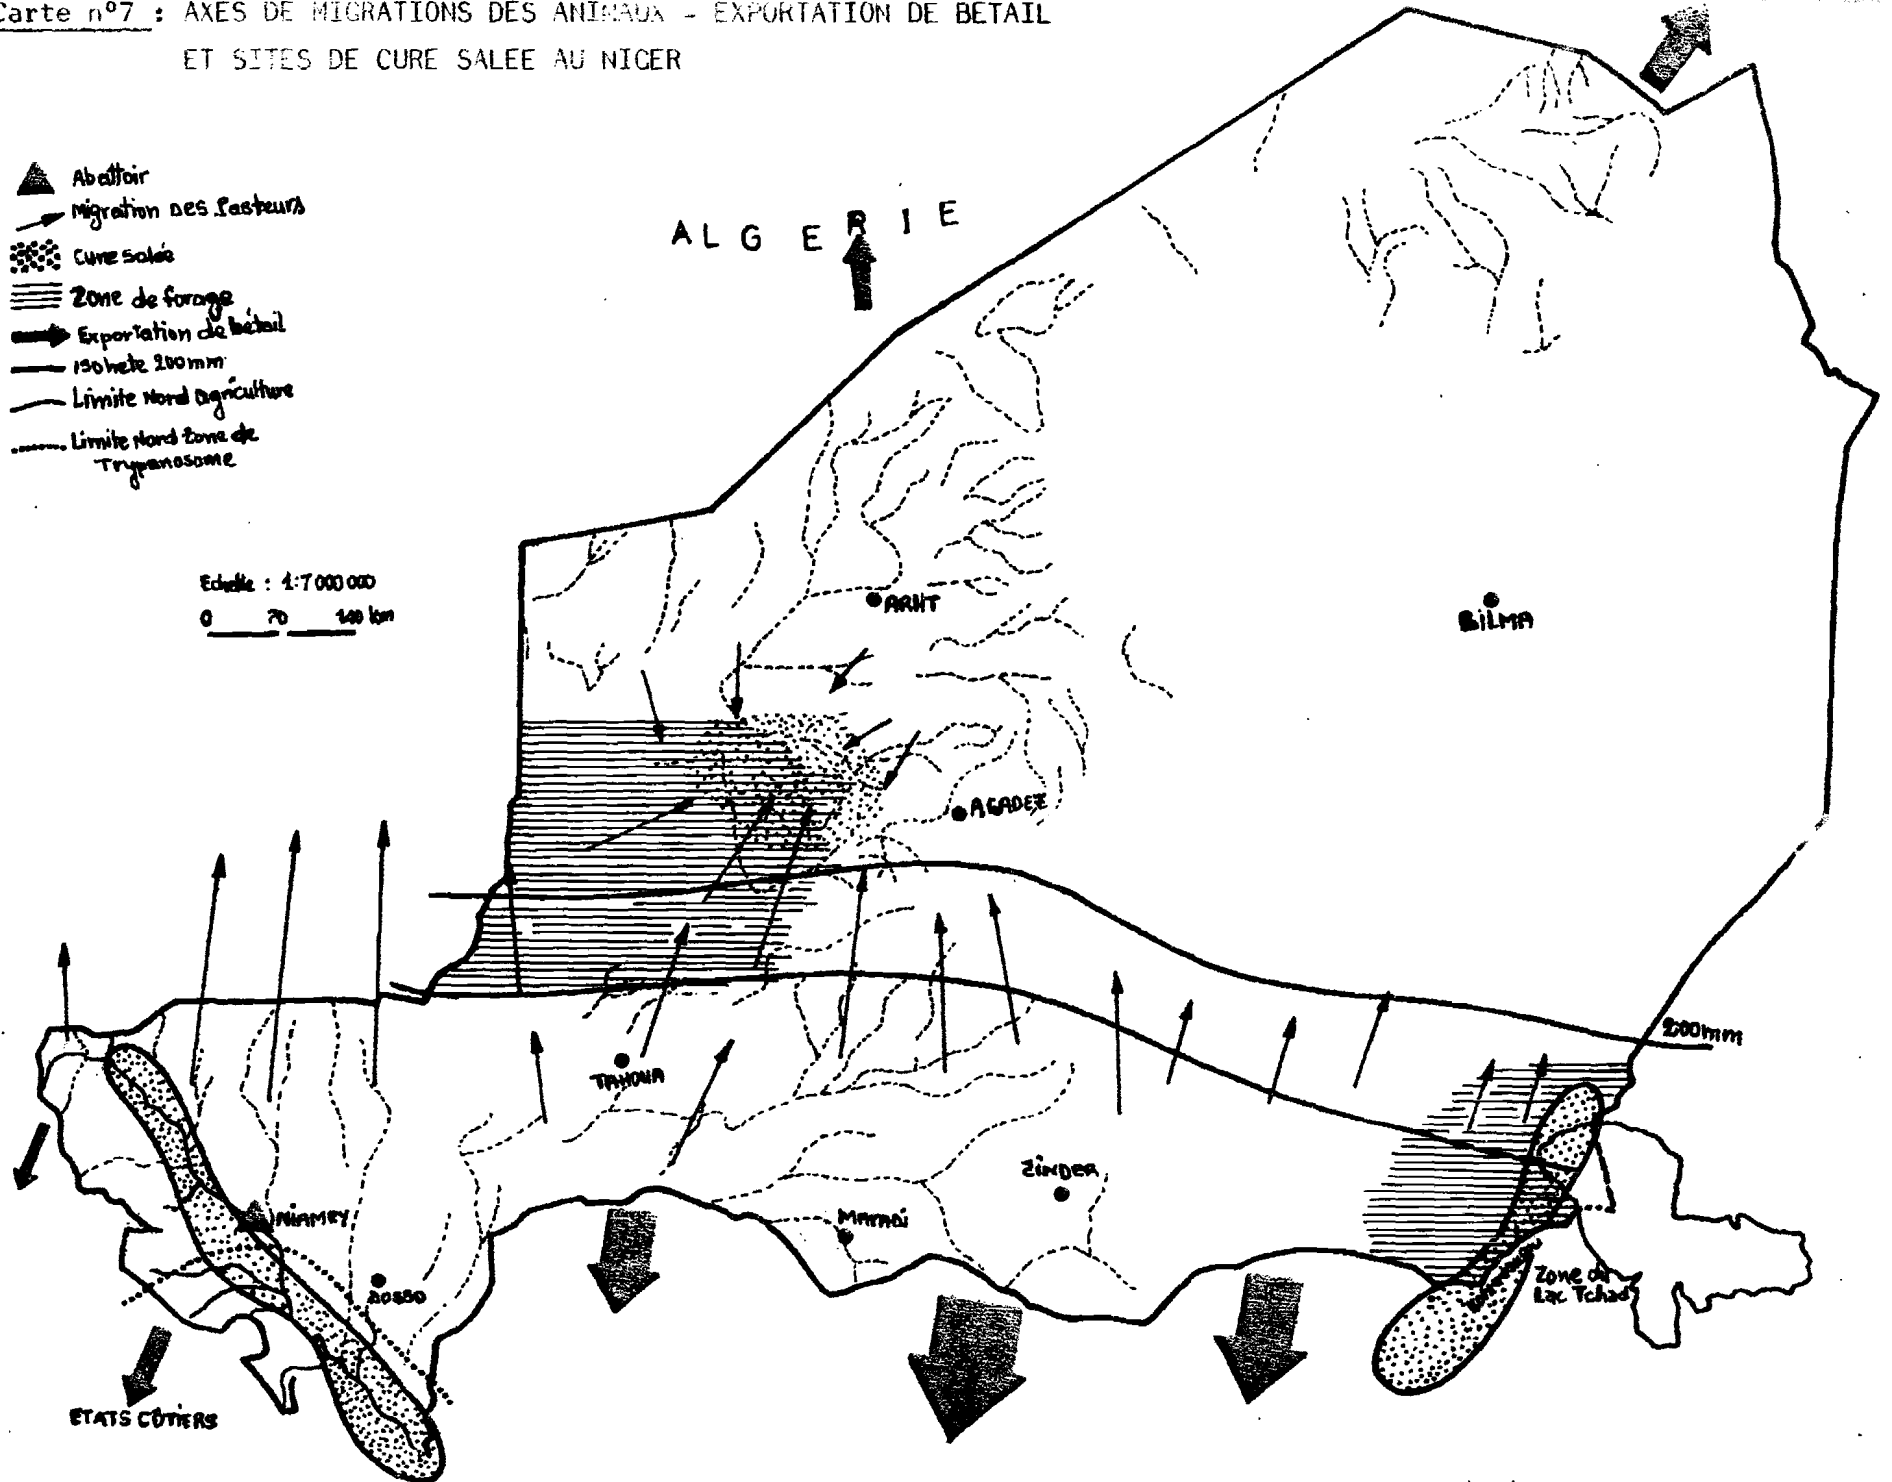 Carte nº7 : AXES DE MIGRATIONS DES ANIMAUX - EXPORTATION DE BETAIL
ET SITES DE CURE SALEE AU NIGER
Abattoir
Migration Des Pasteurs
Cure salée
Zone de forage
Exportation de bétail
Isohete 200mm
Limite Nord Agriculture
Limite Nord Zone de
Trypanosome
Echelle : 1:7 000 000
0 70 140 km
ALGERIE
ARLIT
BILMA
AGADEZ
200mm
TAHOUA
ZINDER
NIAMEY
MARADI
DOSSO
Zone du
Lac Tchad
ETATS CÔTIERS